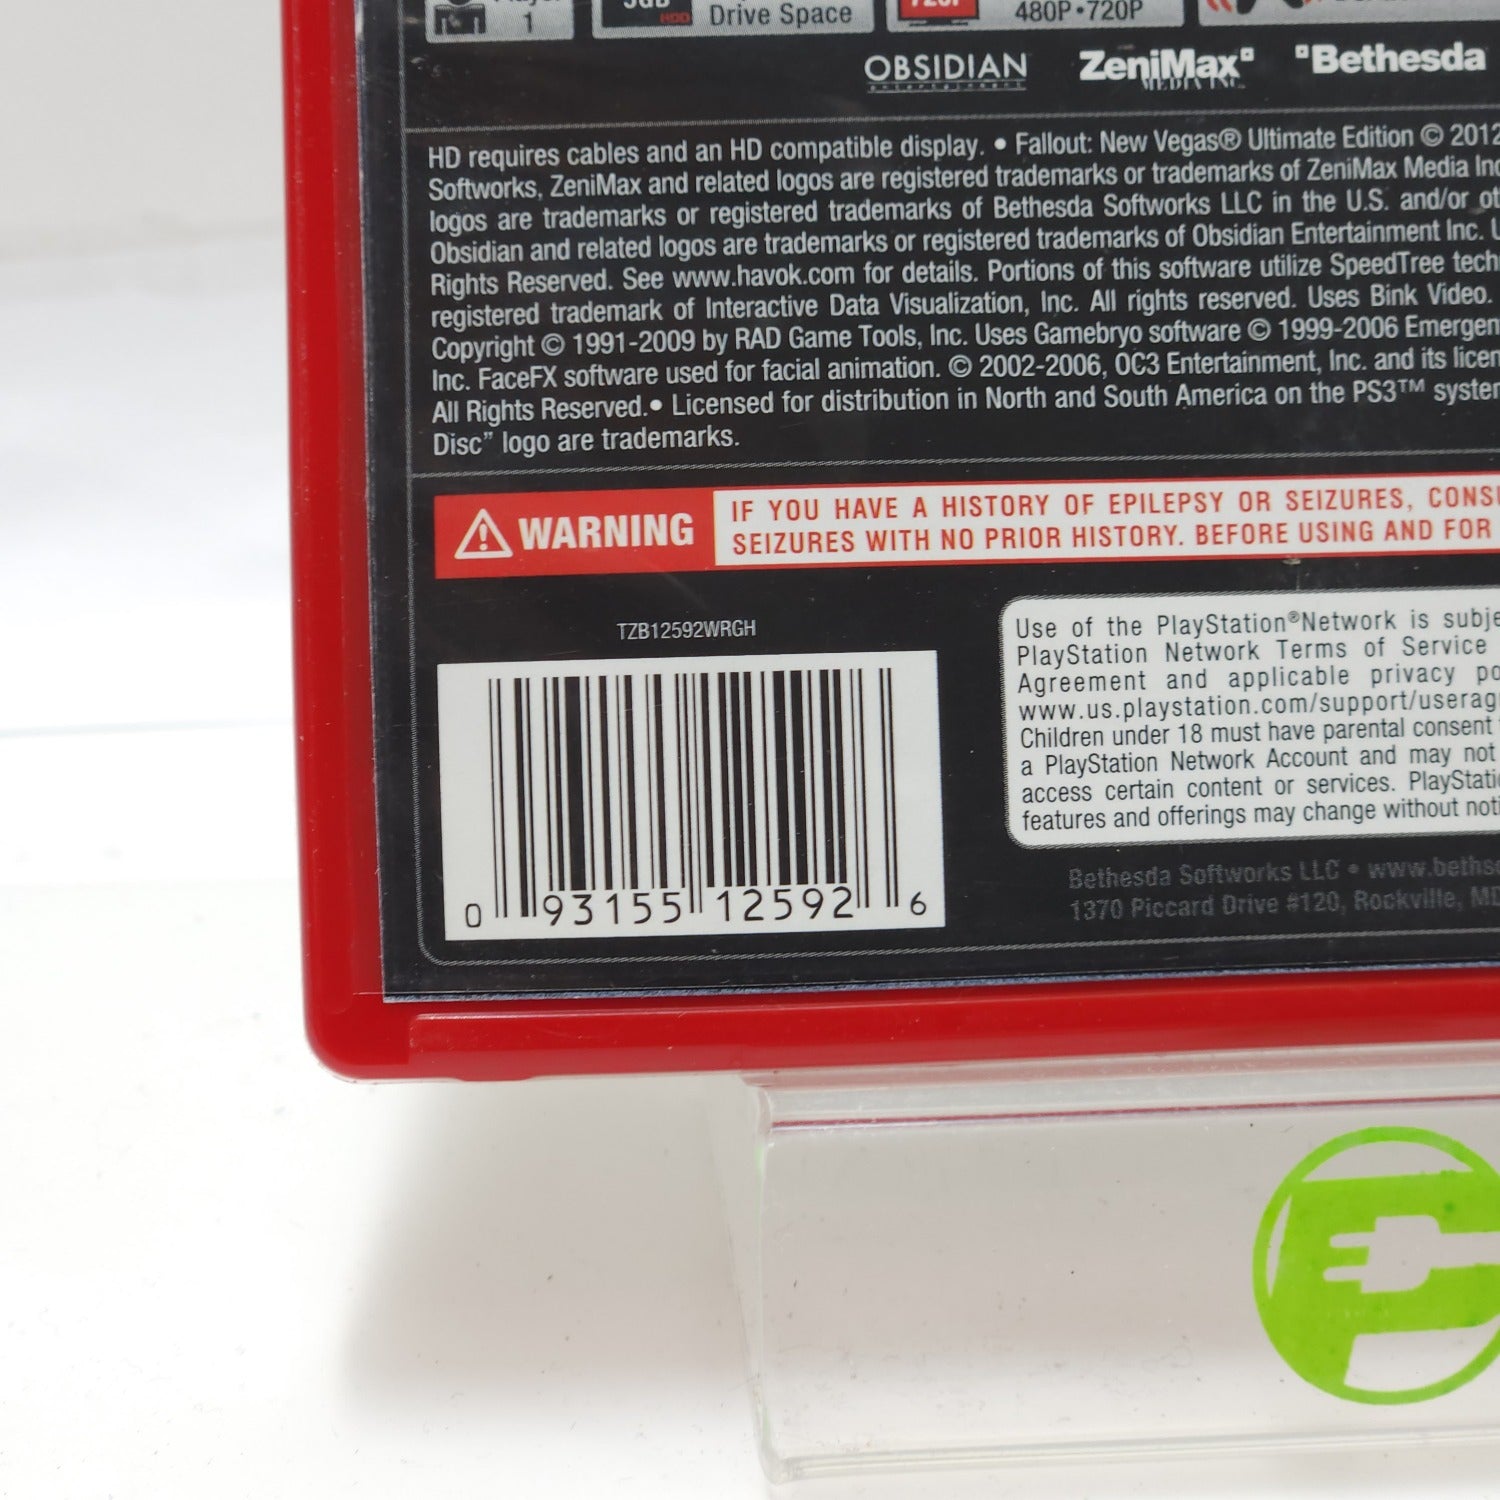 Player
1
3GB HDD
Drive Space
720P
480P•720P
OBSIDIAN
entertainment
ZeniMax
MEDIA INC.
Bethesda
HD requires cables and an HD compatible display. • Fallout: New Vegas® Ultimate Edition © 2012
Softworks, ZeniMax and related logos are registered trademarks or trademarks of ZeniMax Media Inc
logos are trademarks or registered trademarks of Bethesda Softworks LLC in the U.S. and/or ot
Obsidian and related logos are trademarks or registered trademarks of Obsidian Entertainment Inc. U
Rights Reserved. See www.havok.com for details. Portions of this software utilize SpeedTree tech
registered trademark of Interactive Data Visualization, Inc. All rights reserved. Uses Bink Video.
Copyright © 1991-2009 by RAD Game Tools, Inc. Uses Gamebryo software © 1999-2006 Emergen
Inc. FaceFX software used for facial animation. © 2002-2006, OC3 Entertainment, Inc. and its licen
All Rights Reserved.• Licensed for distribution in North and South America on the PS3™ system
Disc” logo are trademarks.
WARNING
IF YOU HAVE A HISTORY OF EPILEPSY OR SEIZURES, CONS
SEIZURES WITH NO PRIOR HISTORY. BEFORE USING AND FOR
TZB12592WRGH
0 93155 12592 6
Use of the PlayStation®Network is subje
PlayStation Network Terms of Service
Agreement and applicable privacy po
www.us.playstation.com/support/useragr
Children under 18 must have parental consent
a PlayStation Network Account and may not
access certain content or services. PlayStati
features and offerings may change without noti
Bethesda Softworks LLC • www.bethse
1370 Piccard Drive #120, Rockville, MD